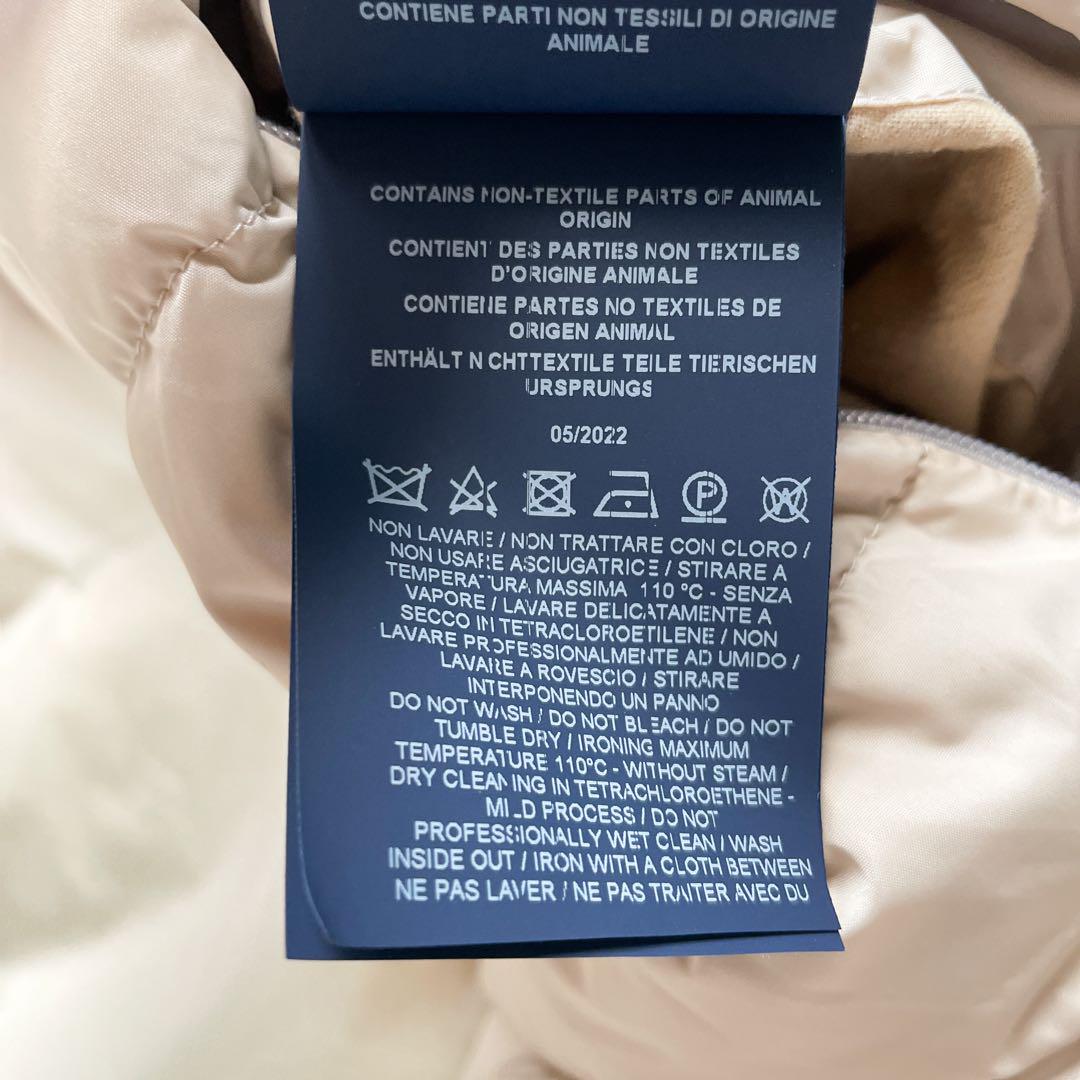 CONTIENE PARTI NON TESSILI DI ORIGINE
ANIMALE
CONTAINS NON-TEXTILE PARTS OF ANIMAL
ORIGIN
CONTIENT DES PARTIES NON TEXTILES
D'ORIGINE ANIMALE
CONTIENE PARTES NO TEXTILES DE
ORIGEN ANIMAL
ENTHÄLT NICHTTEXTILE TEILE TIERISCHEN
URSPRUNGS
05/2022
P W
NON LAVARE / NON TRATTARE CON CLORO /
NON USARE ASCIUGATRICE / STIRARE A
TEMPERATURA MASSIMA 110 °C - SENZA
VAPORE / LAVARE DELICATAMENTE A
SECCO IN TETRACLOROETILENE / NON
LAVARE PROFESSIONALMENTE AD UMIDO /
LAVARE A ROVESCIO / STIRARE
INTERPONENDO UN PANNO
DO NOT WASH / DO NOT BLEACH / DO NOT
TUMBLE DRY / IRONING MAXIMUM
TEMPERATURE 110°C - WITHOUT STEAM /
DRY CLEANING IN TETRACHLOROETHENE -
MILD PROCESS / DO NOT
PROFESSIONALLY WET CLEAN / WASH
INSIDE OUT / IRON WITH A CLOTH BETWEEN
NE PAS LAVER / NE PAS TRAITER AVEC DU